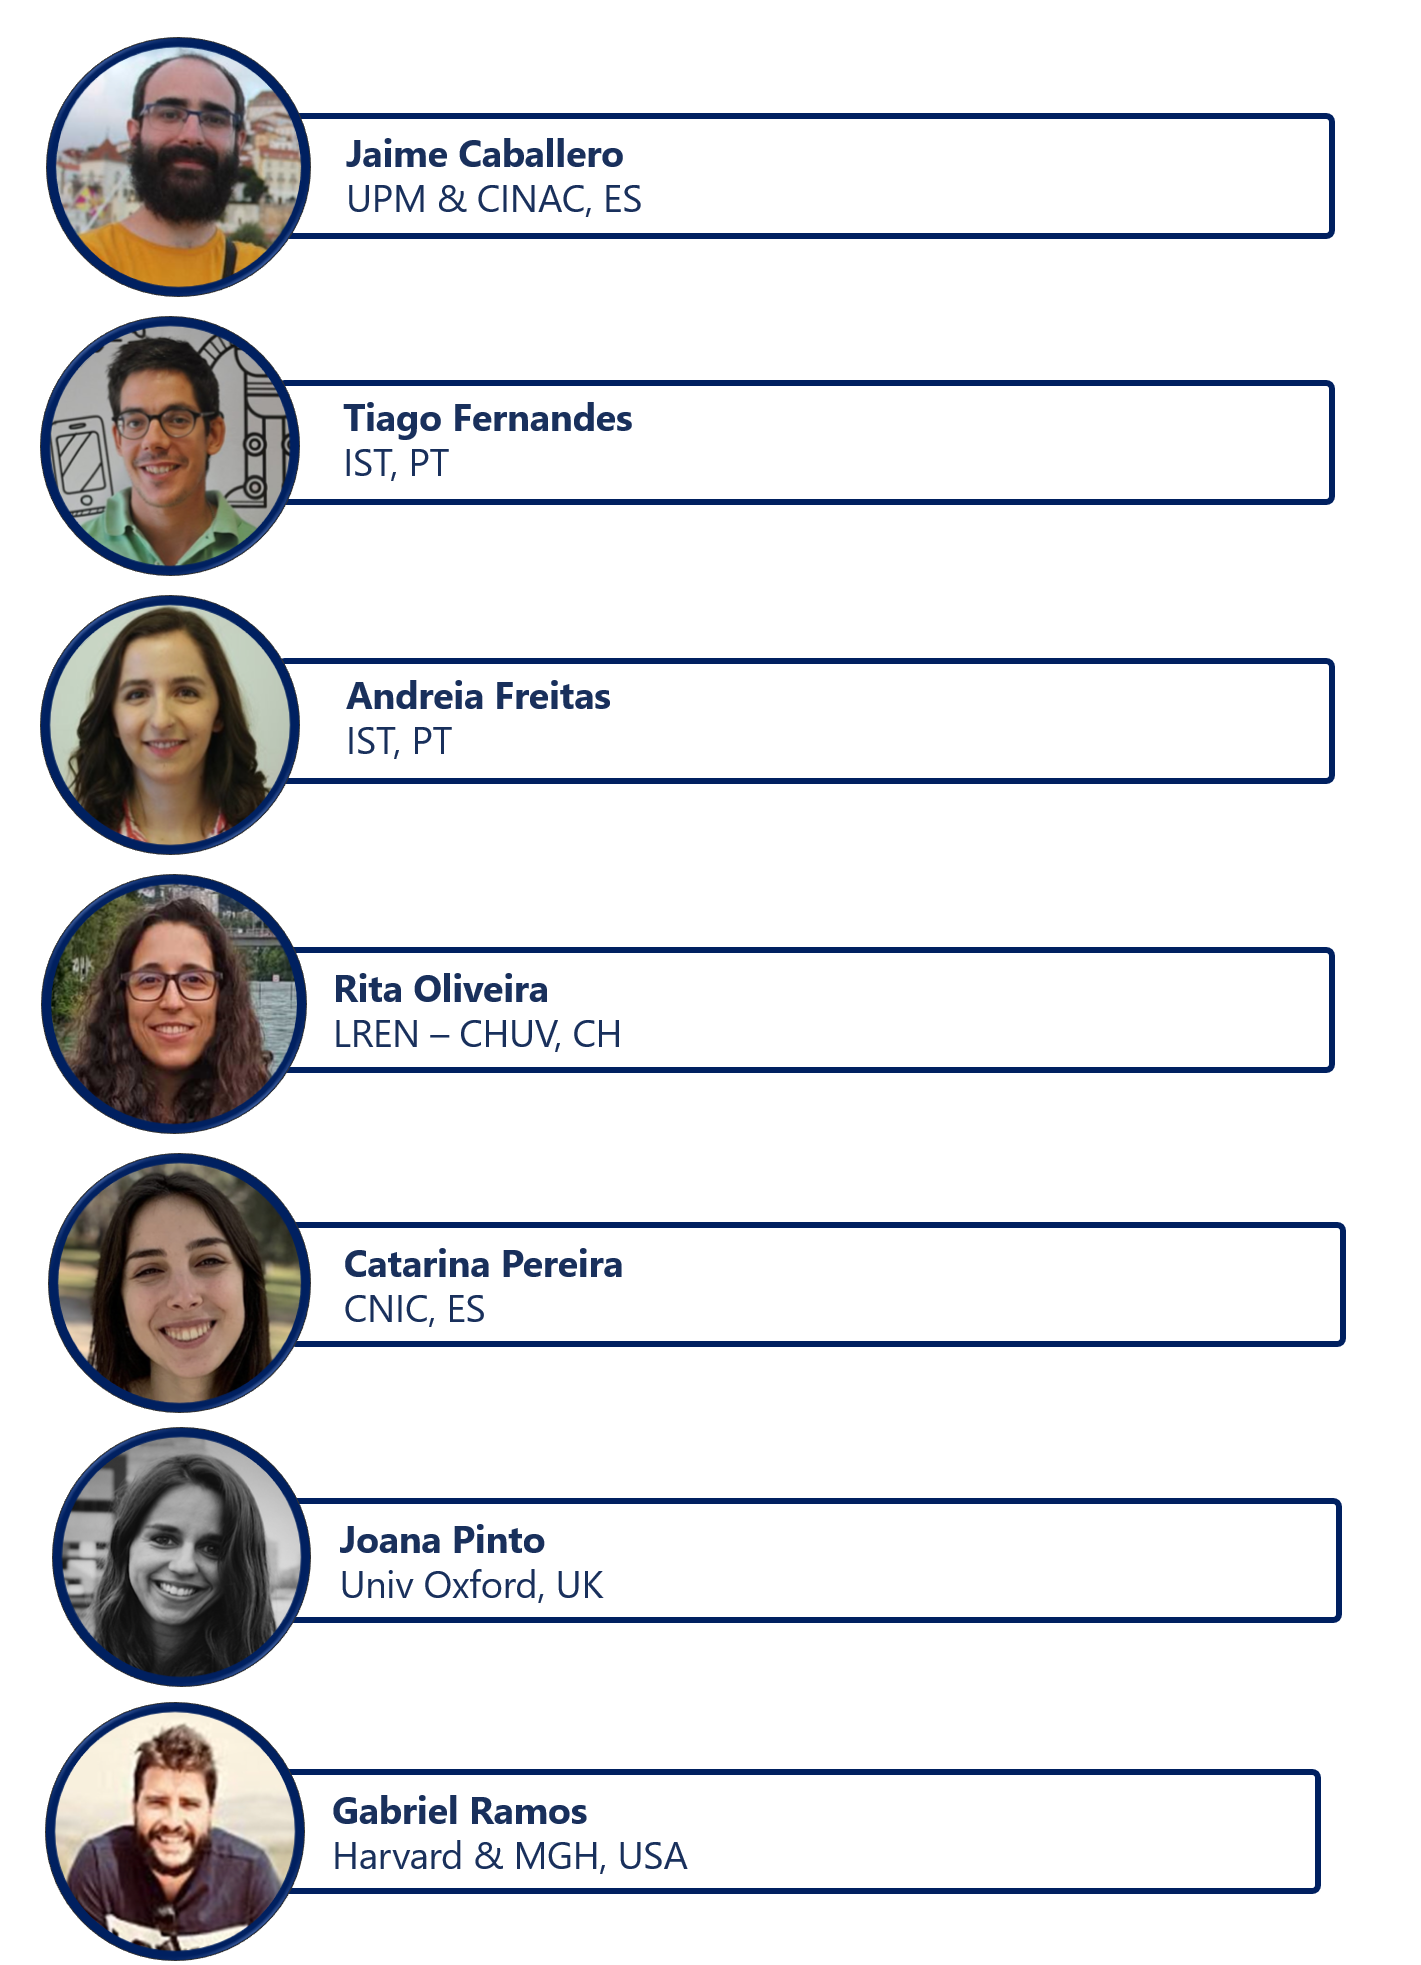 Jaime Caballero
UPM & CINAC, ES
Tiago Fernandes
IST, PT
Andreia Freitas
IST, PT
Rita Oliveira
LREN – CHUV, CH
Catarina Pereira
CNIC, ES
Joana Pinto
Univ Oxford, UK
Gabriel Ramos
Harvard & MGH, USA